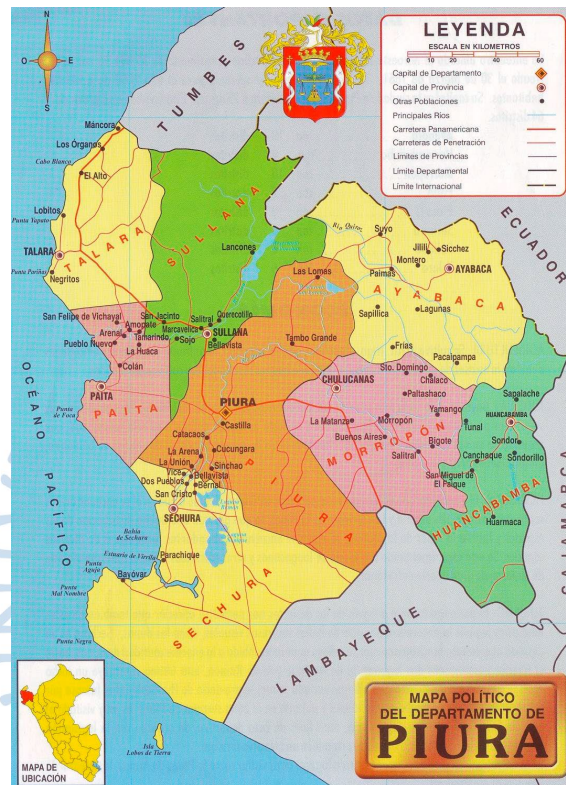 N
O
E
S
LEYENDA
ESCALA EN KILOMETROS
0 10 20 40 60
Capital de Departamento
Capital de Provincia
Otras Poblaciones
Principales Ríos
Carretera Panamericana
Carreteras de Penetración
Límites de Provincias
Límite Departamental
Límite Internacional
TUMBES
ECUADOR
Máncora
Los Organos
Cabo Blanco
El Alto
Lobitos
Punta Yapato
TALARA
TALARA
Punta Pariñas
Negritos
SULLANA
Lancones
Río Quiroz
Suyo
Jililí
Sicchez
Montero
Paimas
AYABACA
AYABACA
Las Lomas
Sapillica
Lagunas
Frías
Pacaipampa
San Felipe de Vichayal
San Jacinto
Amopate
Arenal
Tamarindo
Pueblo Nuevo
La Huaca
Colán
Salitral
Querecotillo
Marcavelica
SULLANA
Sojo
Bellavista
Tambo Grande
PAITA
PAITA
Punta de Foca
OCÉANO PACÍFICO
CHULUCANAS
Sto. Domingo
Chalaco
Paltashaco
PIURA
Castilla
La Matanza
Morropón
Yamango
Buenos Aires
Bigote
Salitral
MORROPÓN
Sapalache
HUANCABAMBA
Tunal
Sondor
Canchaque
Sondorillo
San Miguel de El Faique
Huarmaca
HUANCABAMBA
CAJAMARCA
Catacaos
Cucungara
La Arena
La Unión
Sinchao
Vice
Bellavista
Dos Pueblos
Bernal
San Cristo
PIURA
SECHURA
Bahía de Sechura
Estuario de Virrila
Parachique
Punta Aguja
Bayóvar
Punta Mal Nombre
Punta Negra
SECHURA
LAMBAYEQUE
Isla Lobos de Tierra
MAPA DE UBICACIÓN
MAPA POLÍTICO
DEL DEPARTAMENTO DE
PIURA